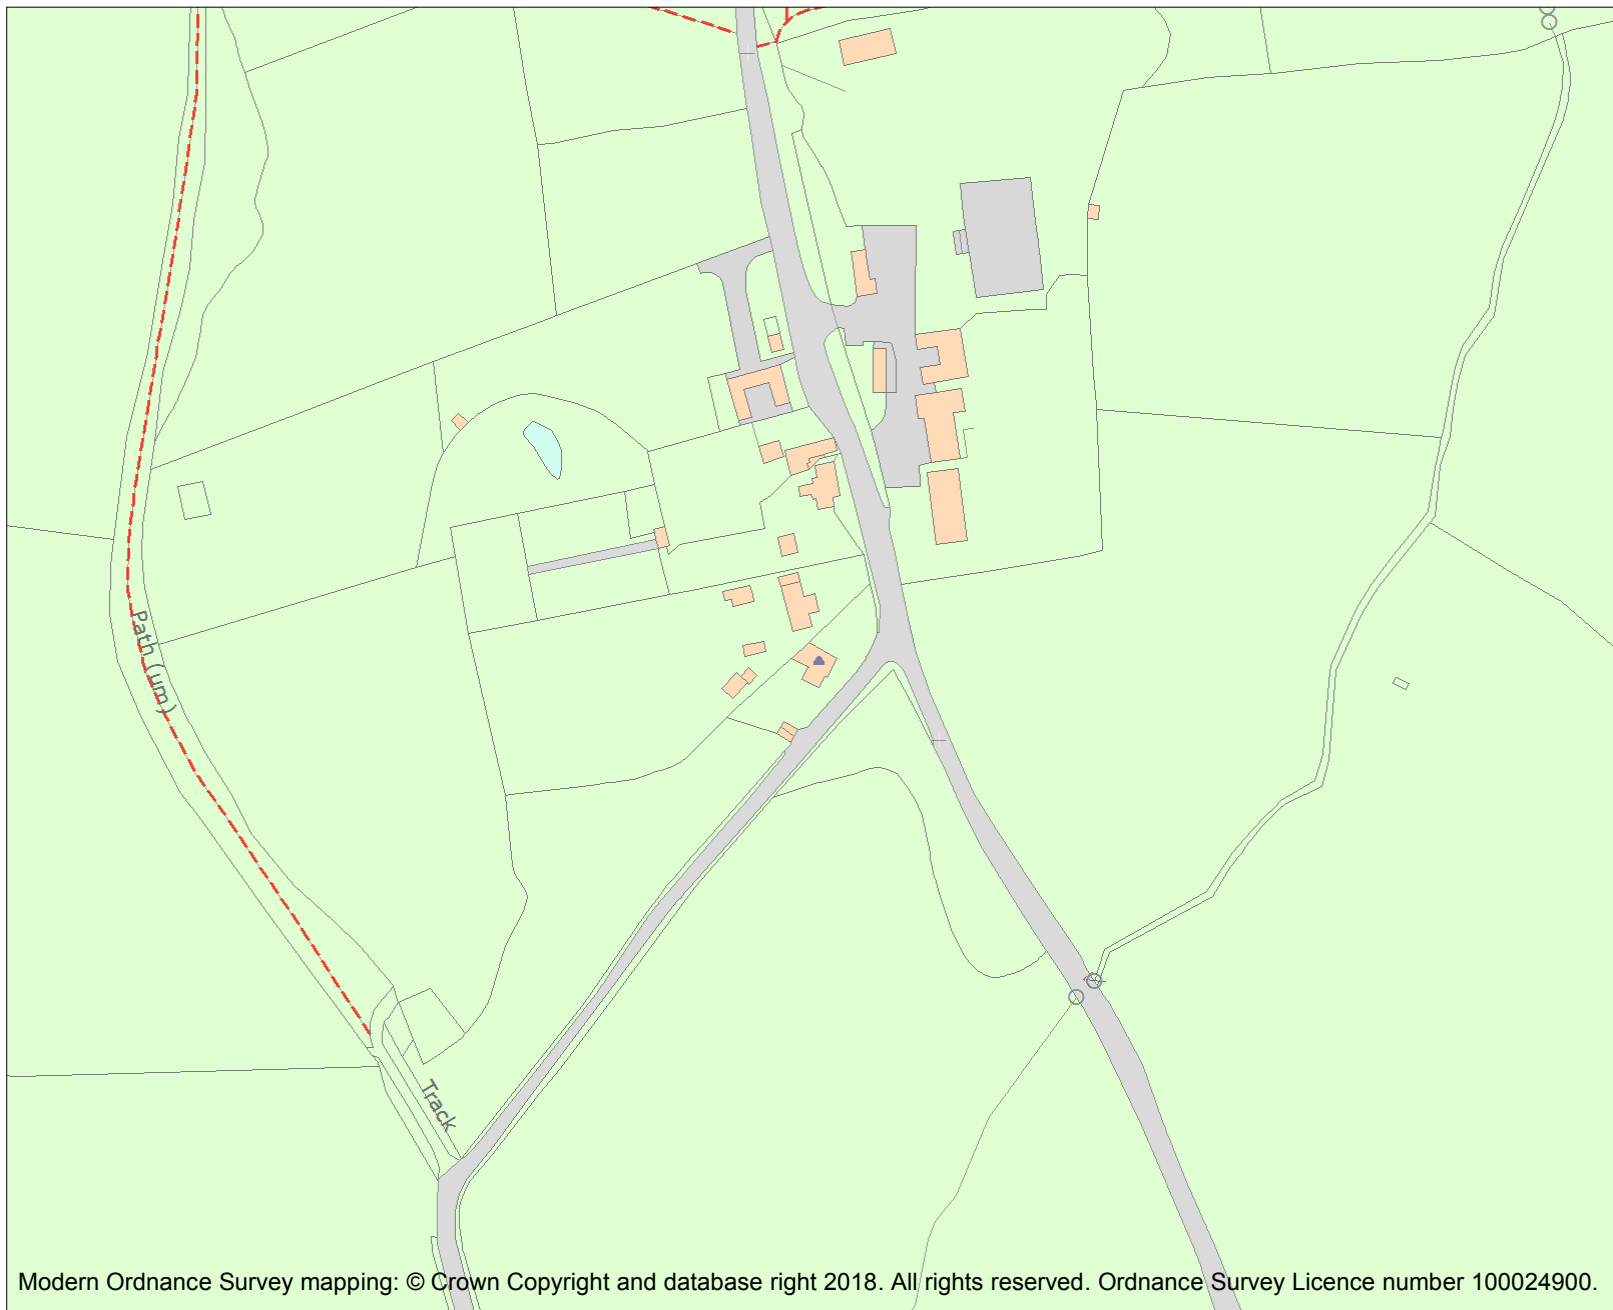 Path (um)
Track
Modern Ordnance Survey mapping: © Crown Copyright and database right 2018. All rights reserved. Ordnance Survey Licence number 100024900.